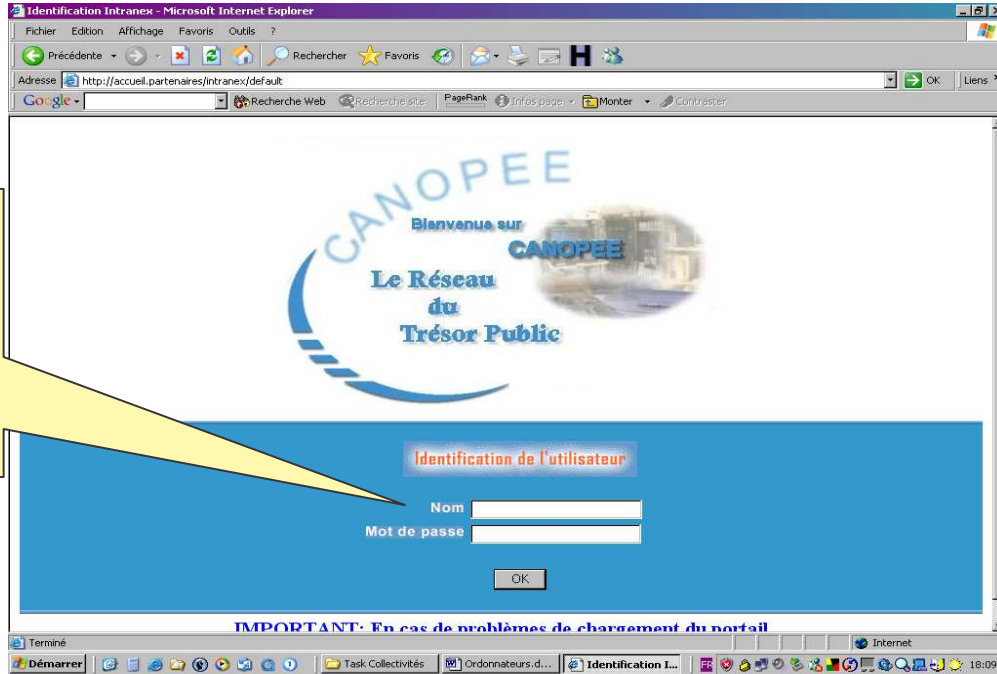 Identification Intranex - Microsoft Internet Explorer
Fichier Edition Affichage Favoris Outils ?
Précédente Rechercher Favoris H
Adresse http://accueil.partenaires/intranex/default OK Liens
Google Recherche Web Recherche site PageRank Infos page Monter Contraster
CANOPEE
Bienvenue sur
CANOPEE
Le Réseau
du
Trésor Public
Identification de l'utilisateur
Nom
Mot de passe
OK
IMPORTANT: En cas de problèmes de chargement du portail
Terminé Internet
Démarrer Task Collectivités Ordonnateurs.d... Identification I... FR 18:09